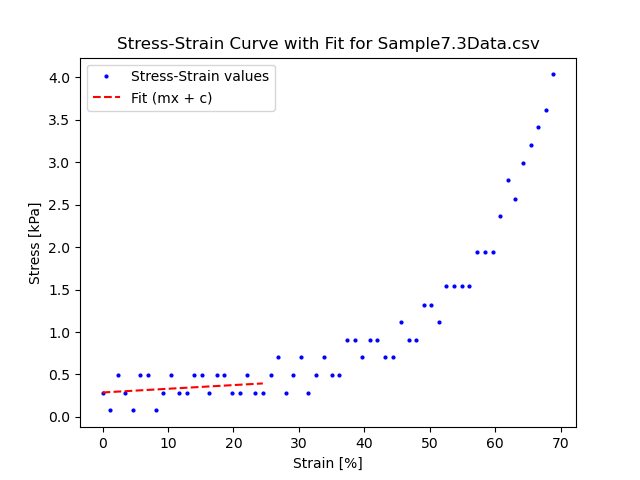 Stress-Strain Curve with Fit for Sample7.3Data.csv
Stress-Strain values
Fit (mx + c)
Stress [kPa]
4.0
3.5
3.0
2.5
2.0
1.5
1.0
0.5
0.0
0 10 20 30 40 50 60 70
Strain [%]